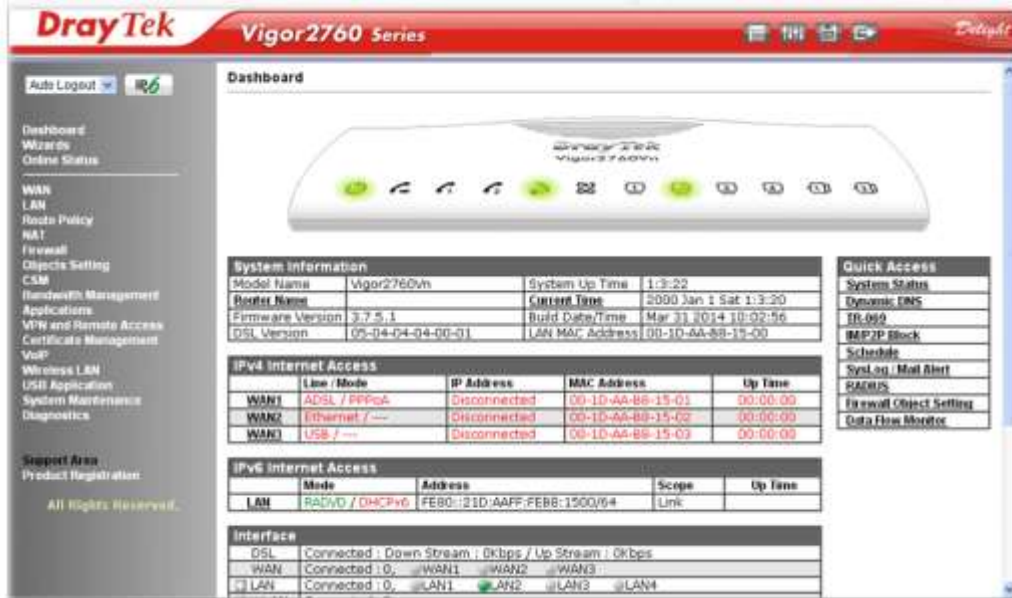 DrayTek Vigor2760 Series Delight
Auto Logout IPv6
Dashboard
Dashboard
Wizards
Online Status
WAN
LAN
Route Policy
NAT
Firewall
Objects Setting
CSM
Bandwidth Management
Applications
VPN and Remote Access
Certificate Management
VoIP
Wireless LAN
USB Application
System Maintenance
Diagnostics
Support Area
Product Registration
All Rights Reserved.
DrayTek
Vigor2760Vn
System Information
Model Name Vigor2760Vn System Up Time 1:3:22
Router Name Current Time 2000 Jan 1 Sat 1:3:20
Firmware Version 3.7.5.1 Build Date/Time Mar 31 2014 10:02:56
DSL Version 05-04-04-04-00-01 LAN MAC Address 00-1D-AA-B8-15-00
IPv4 Internet Access
Line / Mode IP Address MAC Address Up Time
WAN1 ADSL / PPPoA Disconnected 00-1D-AA-B8-15-01 00:00:00
WAN2 Ethernet / --- Disconnected 00-1D-AA-B8-15-02 00:00:00
WAN3 USB / --- Disconnected 00-1D-AA-B8-15-03 00:00:00
IPv6 Internet Access
Mode Address Scope Up Time
LAN RADVD / DHCPv6 FE80::21D:AAFF:FEB8:1500/64 Link
Interface
DSL Connected : Down Stream : 0Kbps / Up Stream : 0Kbps
WAN Connected : 0, WAN1 WAN2 WAN3
LAN Connected : 0, LAN1 LAN2 LAN3 LAN4
Quick Access
System Status
Dynamic DNS
TR-069
IM/P2P Block
Schedule
SysLog / Mail Alert
RADIUS
Firewall Object Setting
Data Flow Monitor